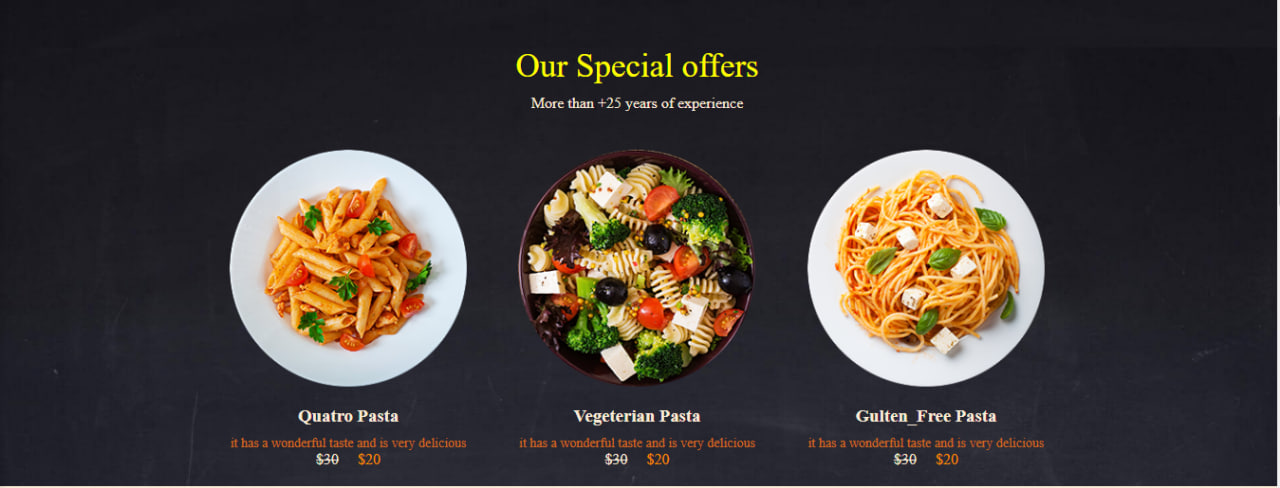 Our Special offers
More than +25 years of experience
Quatro Pasta
it has a wonderful taste and is very delicious
$30 $20
Vegeterian Pasta
it has a wonderful taste and is very delicious
$30 $20
Gulten_Free Pasta
it has a wonderful taste and is very delicious
$30 $20